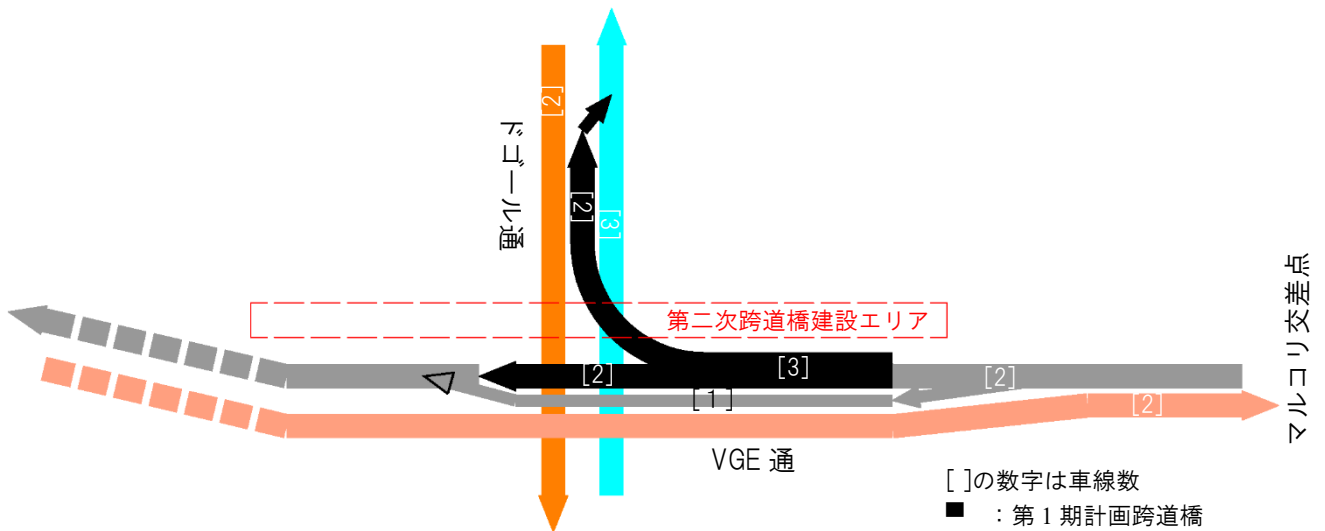 [2]
ドゴール通
[2]
[3]
第二次跨道橋建設エリア
マルコリ交差点
[3]
[2]
[2]
[1]
[2]
VGE 通
[ ]の数字は車線数
■ ：第1期計画跨道橋